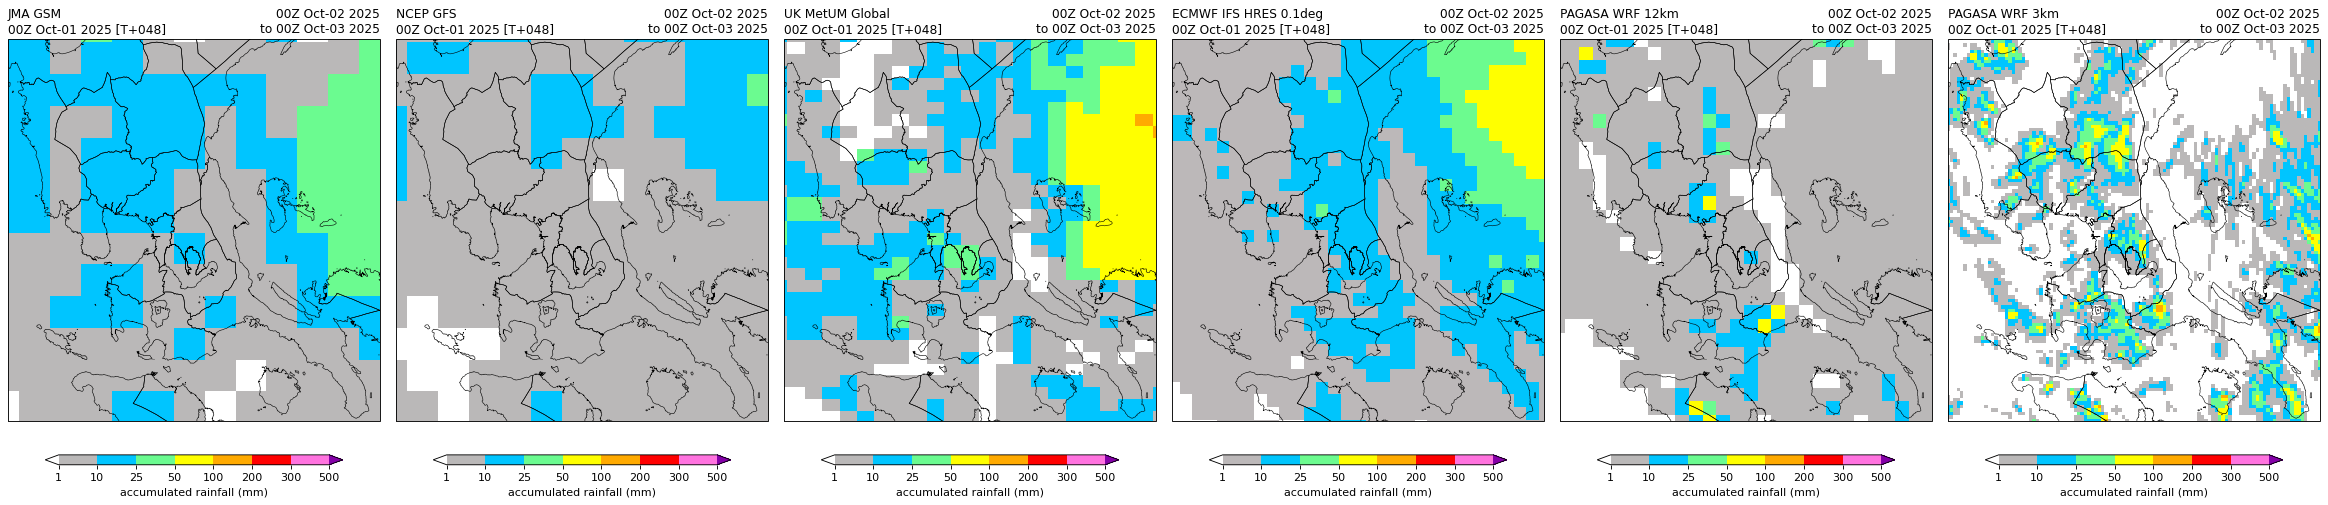 JMA GSM
00Z Oct-01 2025 [T+048]
00Z Oct-02 2025
to 00Z Oct-03 2025
1 10 25 50 100 200 300 500
accumulated rainfall (mm)
NCEP GFS
00Z Oct-01 2025 [T+048]
00Z Oct-02 2025
to 00Z Oct-03 2025
1 10 25 50 100 200 300 500
accumulated rainfall (mm)
UK MetUM Global
00Z Oct-01 2025 [T+048]
00Z Oct-02 2025
to 00Z Oct-03 2025
1 10 25 50 100 200 300 500
accumulated rainfall (mm)
ECMWF IFS HRES 0.1deg
00Z Oct-01 2025 [T+048]
00Z Oct-02 2025
to 00Z Oct-03 2025
1 10 25 50 100 200 300 500
accumulated rainfall (mm)
PAGASA WRF 12km
00Z Oct-01 2025 [T+048]
00Z Oct-02 2025
to 00Z Oct-03 2025
1 10 25 50 100 200 300 500
accumulated rainfall (mm)
PAGASA WRF 3km
00Z Oct-01 2025 [T+048]
00Z Oct-02 2025
to 00Z Oct-03 2025
1 10 25 50 100 200 300 500
accumulated rainfall (mm)